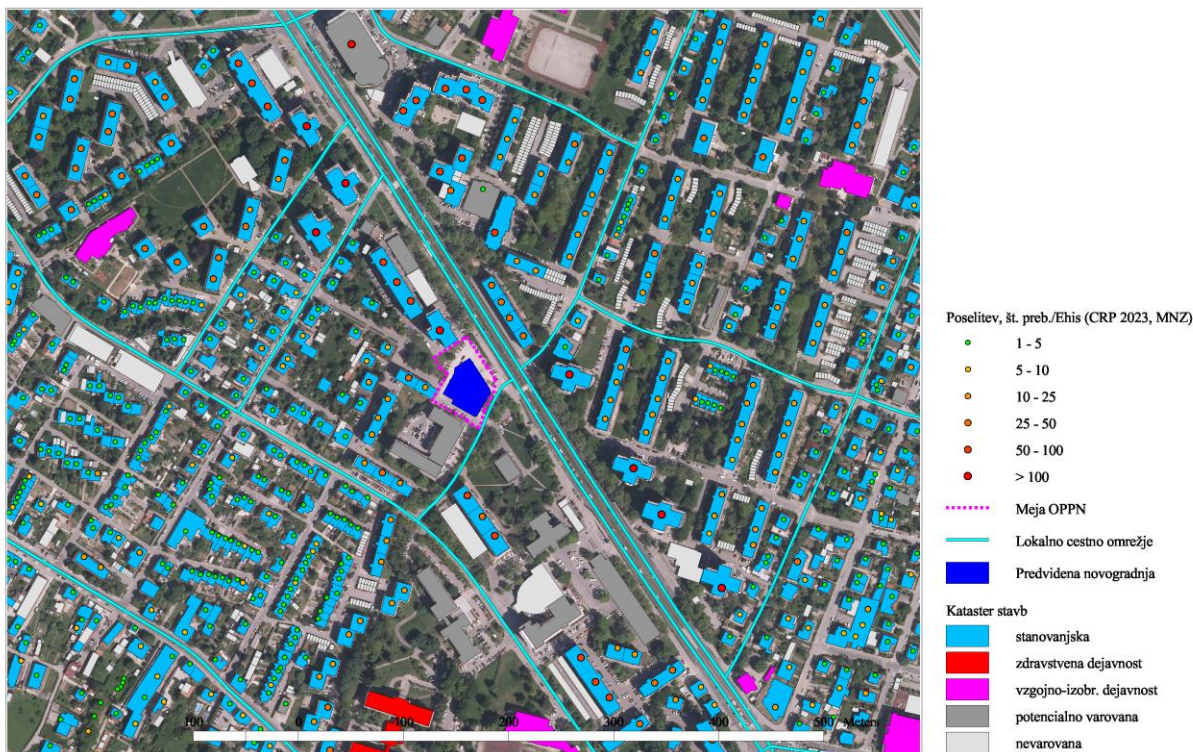 Poselitev, št. preb./Ehis (CRP 2023, MNZ)
1 - 5
5 - 10
10 - 25
25 - 50
50 - 100
> 100
Meja OPPN
Lokalno cestno omrežje
Predvidena novogradnja
Kataster stavb
stanovanjska
zdravstvena dejavnost
vzgojno-izobr. dejavnost
potencialno varovana
nevarovana
100 0 100 200 300 400 500 Meters